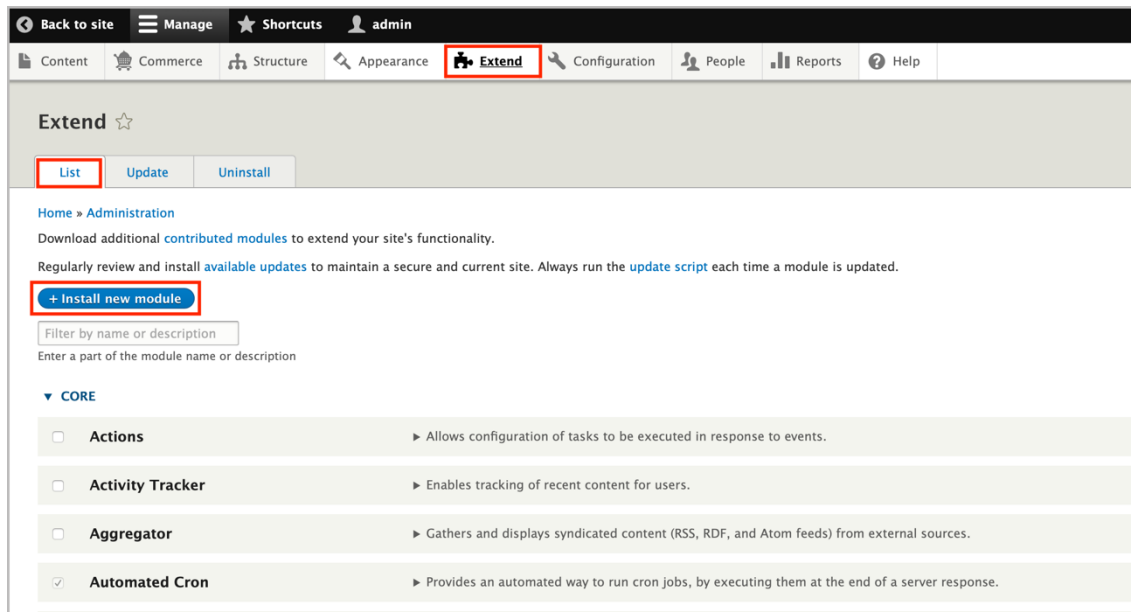 Back to site Manage Shortcuts admin
Content Commerce Structure Appearance Extend Configuration People Reports Help
Extend
List Update Uninstall
Home » Administration
Download additional contributed modules to extend your site's functionality.
Regularly review and install available updates to maintain a secure and current site. Always run the update script each time a module is updated.
+ Install new module
Filter by name or description
Enter a part of the module name or description
▼ CORE
Actions ▶ Allows configuration of tasks to be executed in response to events.
Activity Tracker ▶ Enables tracking of recent content for users.
Aggregator ▶ Gathers and displays syndicated content (RSS, RDF, and Atom feeds) from external sources.
Automated Cron ▶ Provides an automated way to run cron jobs, by executing them at the end of a server response.